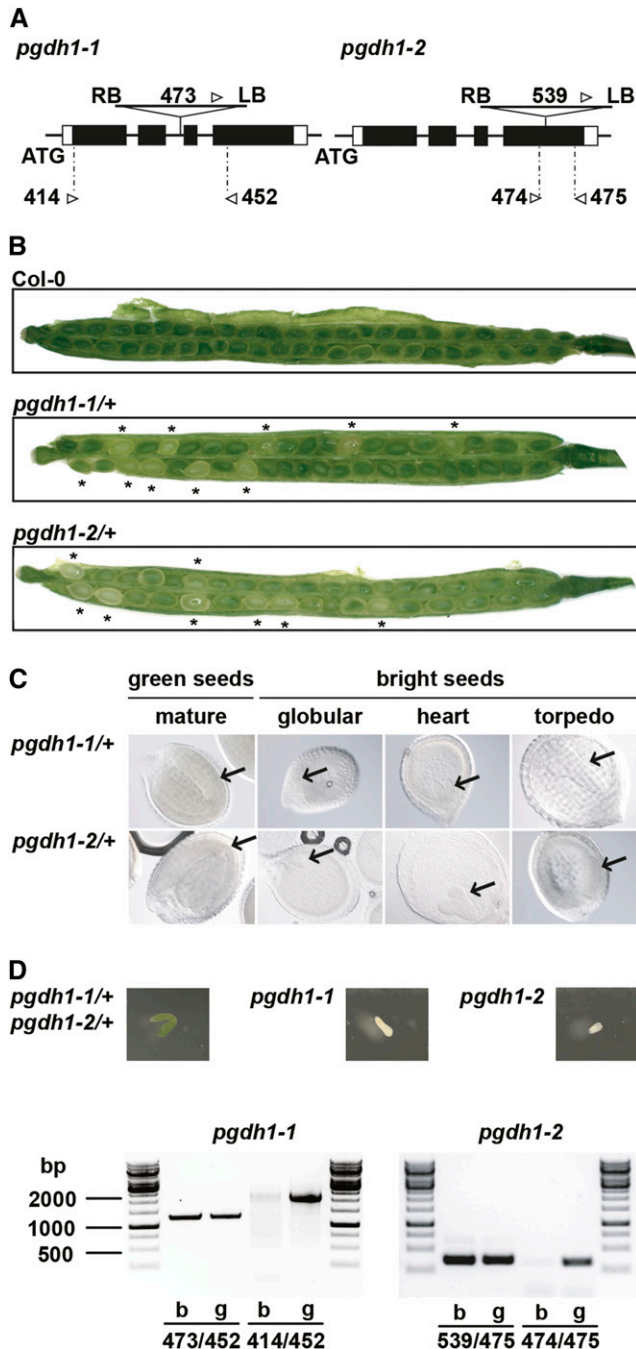 A
pgdh1-1 pgdh1-2
RB 473 LB RB 539 LB
ATG ATG
414 452 474 475
B
Col-0
pgdh1-1/+
* * * * *
* * * * *
pgdh1-2/+
* *
* * * * * *
C
green seeds bright seeds
mature globular heart torpedo
pgdh1-1/+
pgdh1-2/+
D
pgdh1-1/+ pgdh1-1 pgdh1-2
pgdh1-2/+
pgdh1-1 pgdh1-2
bp
2000
1000
500
b g b g b g b g
473/452 414/452 539/475 474/475